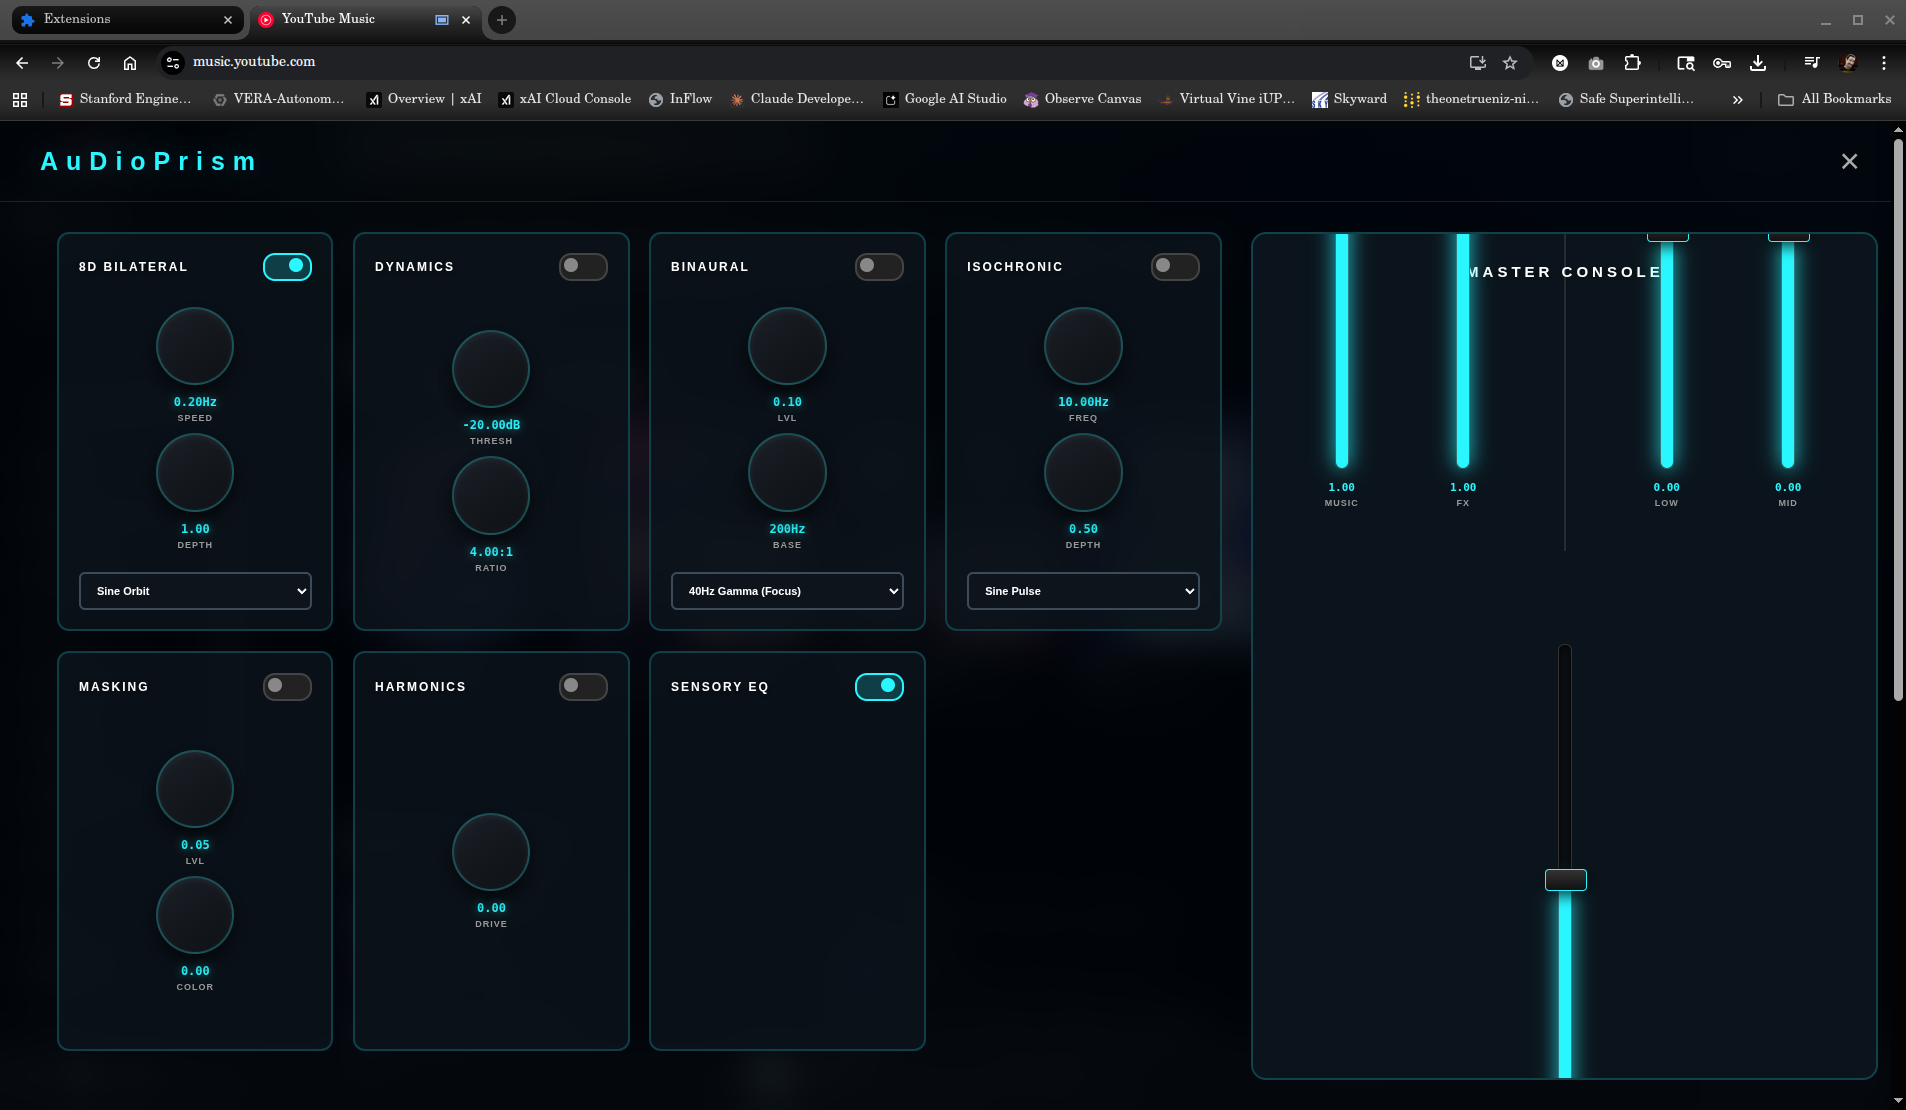 Extensions
YouTube Music
music.youtube.com
Stanford Engine...
VERA-Autonom...
Overview | xAI
xAI Cloud Console
InFlow
Claude Develope...
Google AI Studio
Observe Canvas
Virtual Vine iUP...
Skyward
theonetrueniz-ni...
Safe Superintelli...
All Bookmarks
AuDioPrism
8D BILATERAL
0.20Hz
SPEED
1.00
DEPTH
Sine Orbit
DYNAMICS
-20.00dB
THRESH
4.00:1
RATIO
BINAURAL
0.10
LVL
200Hz
BASE
40Hz Gamma (Focus)
ISOCHRONIC
10.00Hz
FREQ
0.50
DEPTH
Sine Pulse
MASTER CONSOLE
1.00
MUSIC
1.00
FX
0.00
LOW
0.00
MID
MASKING
0.05
LVL
0.00
COLOR
HARMONICS
0.00
DRIVE
SENSORY EQ